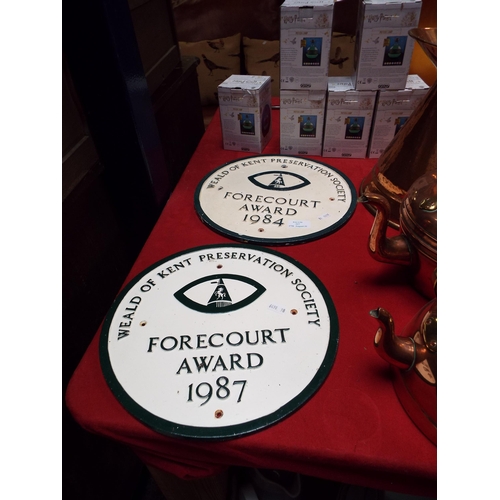 WEALD OF KENT PRESERVATION SOCIETY
FORECOURT
AWARD
1984
WEALD OF KENT PRESERVATION SOCIETY
FORECOURT
AWARD
1987